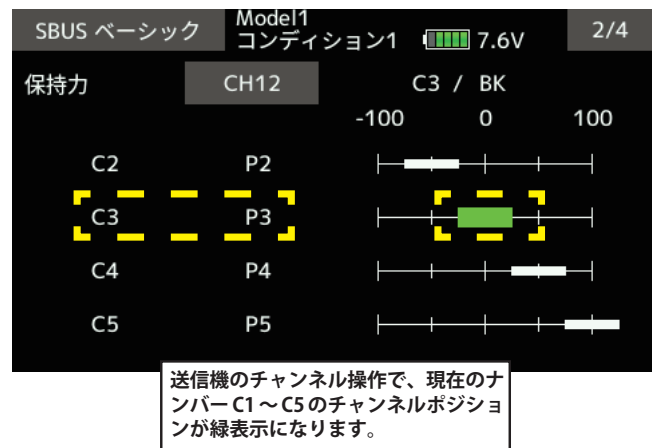 SBUS ベーシック
Model1
コンディション1 7.6V
2/4
保持力 CH12 C3 / BK
-100 0 100
C2 P2
C3 P3
C4 P4
C5 P5
送信機のチャンネル操作で、現在のナ
ンバー C1 ～ C5 のチャンネルポジショ
ンが緑表示になります。